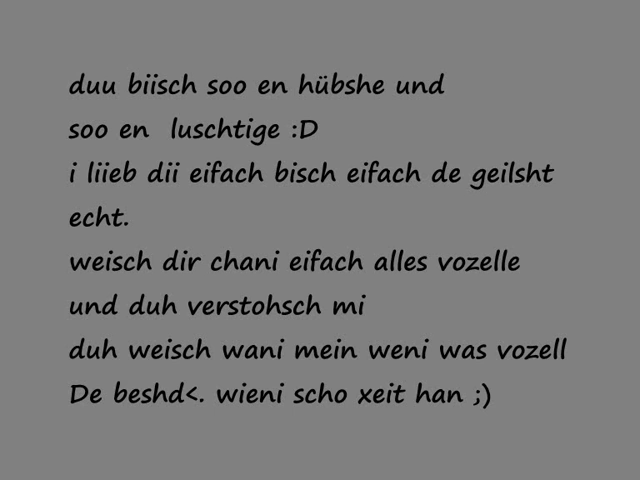 duu biisch soo en hübshe und
soo en luschtige :D
i liieb dii eifach bisch eifach de geilsht
echt.
weisch dir chani eifach alles vozelle
und duh verstohsch mi
duh weisch wani mein weni was vozell
De beshd<. wieni scho xeit han ;)